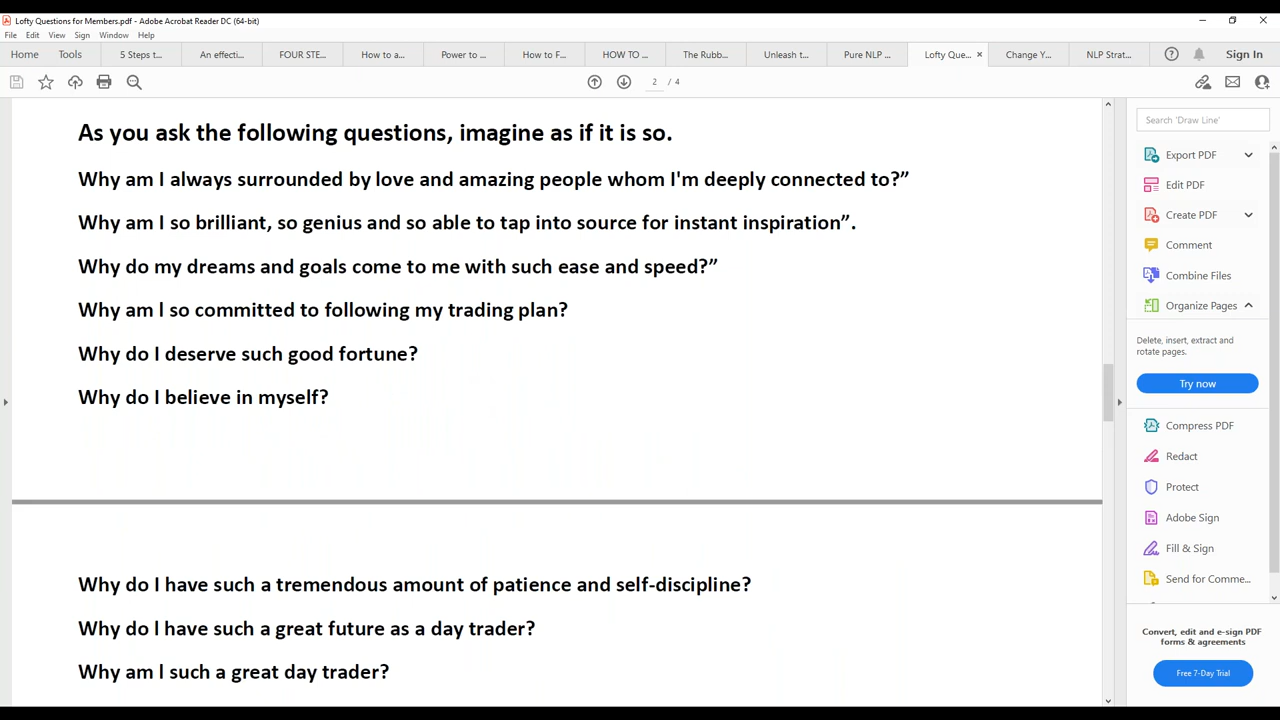 Lofty Questions for Members.pdf - Adobe Acrobat Reader DC (64-bit)
File Edit View Sign Window Help
Home Tools 5 Steps t... An effecti... FOUR STE... How to a... Power to ... How to F... HOW TO ... The Rubb... Unleash t... Pure NLP ... Lofty Que... × Change Y... NLP Strat... Sign In
2 / 4
As you ask the following questions, imagine as if it is so.
Why am I always surrounded by love and amazing people whom I'm deeply connected to?”
Why am I so brilliant, so genius and so able to tap into source for instant inspiration”.
Why do my dreams and goals come to me with such ease and speed?”
Why am I so committed to following my trading plan?
Why do I deserve such good fortune?
Why do I believe in myself?
Why do I have such a tremendous amount of patience and self-discipline?
Why do I have such a great future as a day trader?
Why am I such a great day trader?
Search 'Draw Line'
Export PDF
Edit PDF
Create PDF
Comment
Combine Files
Organize Pages
Delete, insert, extract and
rotate pages.
Try now
Compress PDF
Redact
Protect
Adobe Sign
Fill & Sign
Send for Comme...
Convert, edit and e-sign PDF
forms & agreements
Free 7-Day Trial